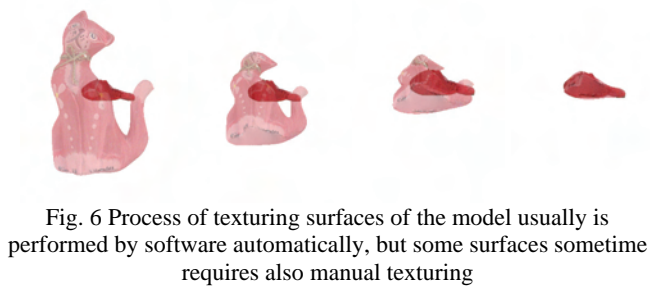 Fig. 6 Process of texturing surfaces of the model usually is
performed by software automatically, but some surfaces sometime
requires also manual texturing